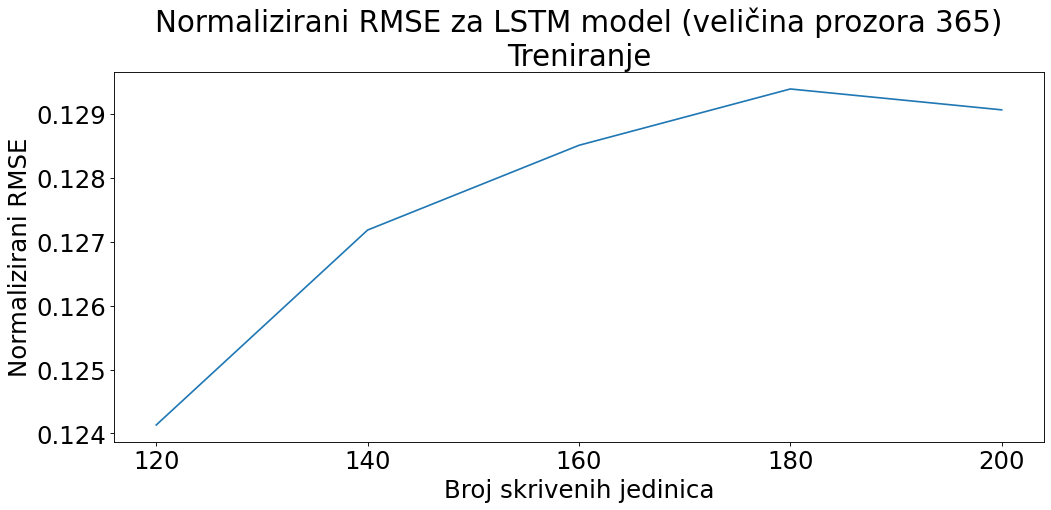 Normalizirani RMSE za LSTM model (veličina prozora 365)
Treniranje
Normalizirani RMSE
0.129
0.128
0.127
0.126
0.125
0.124
120 140 160 180 200
Broj skrivenih jedinica